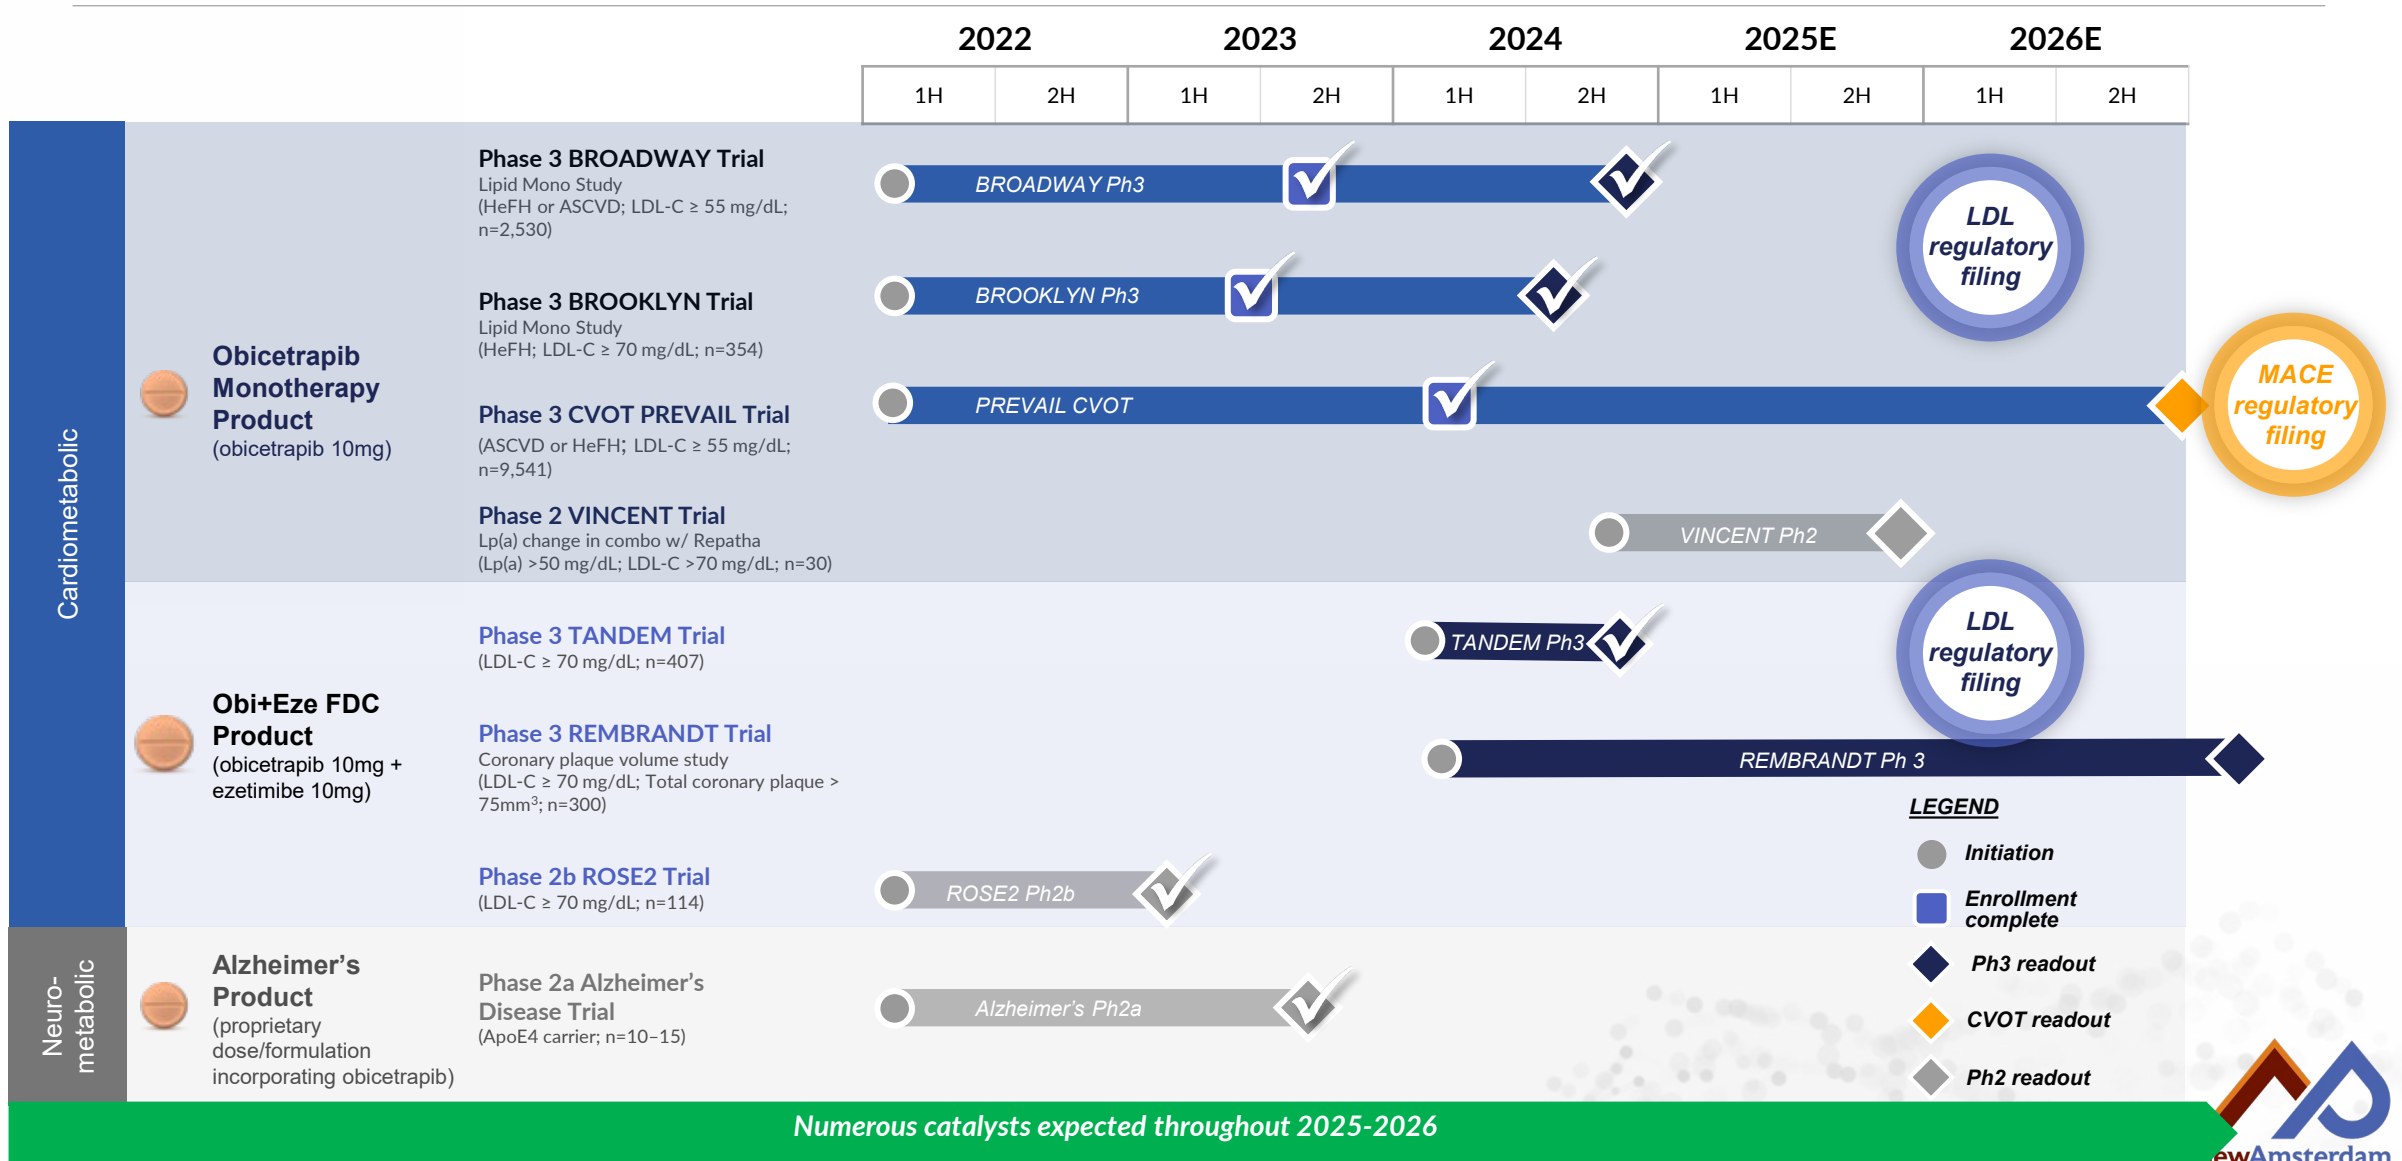 2022 2023 2024 2025E 2026E
1H 2H 1H 2H 1H 2H 1H 2H 1H 2H
Cardiometabolic
Obicetrapib
Monotherapy
Product
(obicetrapib 10mg)
Phase 3 BROADWAY Trial
Lipid Mono Study
(HeFH or ASCVD; LDL-C ≥ 55 mg/dL;
n=2,530)
BROADWAY Ph3
Phase 3 BROOKLYN Trial
Lipid Mono Study
(HeFH; LDL-C ≥ 70 mg/dL; n=354)
BROOKLYN Ph3
LDL
regulatory
filing
Phase 3 CVOT PREVAIL Trial
(ASCVD or HeFH; LDL-C ≥ 55 mg/dL;
n=9,541)
PREVAIL CVOT
MACE
regulatory
filing
Phase 2 VINCENT Trial
Lp(a) change in combo w/ Repatha
(Lp(a) >50 mg/dL; LDL-C >70 mg/dL; n=30)
VINCENT Ph2
Obi+Eze FDC
Product
(obicetrapib 10mg +
ezetimibe 10mg)
Phase 3 TANDEM Trial
(LDL-C ≥ 70 mg/dL; n=407)
TANDEM Ph3
LDL
regulatory
filing
Phase 3 REMBRANDT Trial
Coronary plaque volume study
(LDL-C ≥ 70 mg/dL; Total coronary plaque >
75mm³; n=300)
REMBRANDT Ph 3
Phase 2b ROSE2 Trial
(LDL-C ≥ 70 mg/dL; n=114)
ROSE2 Ph2b
Neuro-
metabolic
Alzheimer's
Product
(proprietary
dose/formulation
incorporating obicetrapib)
Phase 2a Alzheimer's
Disease Trial
(ApoE4 carrier; n=10–15)
Alzheimer's Ph2a
LEGEND
Initiation
Enrollment
complete
Ph3 readout
CVOT readout
Ph2 readout
Numerous catalysts expected throughout 2025-2026
ewAmsterdam